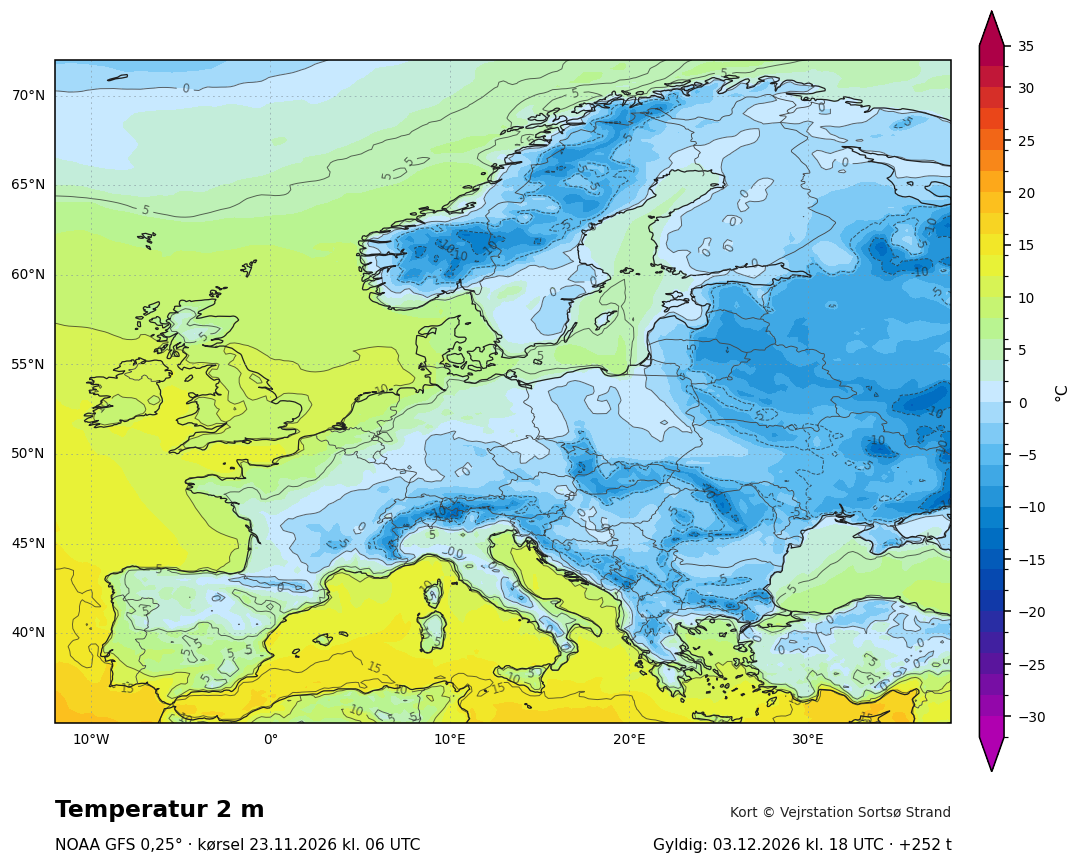 70°N
65°N
60°N
55°N
50°N
45°N
40°N
10°W
0°
10°E
20°E
30°E
35
30
25
20
15
10
5
0
−5
−10
−15
−20
−25
−30
°C
Temperatur 2 m
Kort © Vejrstation Sortsø Strand
NOAA GFS 0,25° · kørsel 23.11.2026 kl. 06 UTC
Gyldig: 03.12.2026 kl. 18 UTC · +252 t